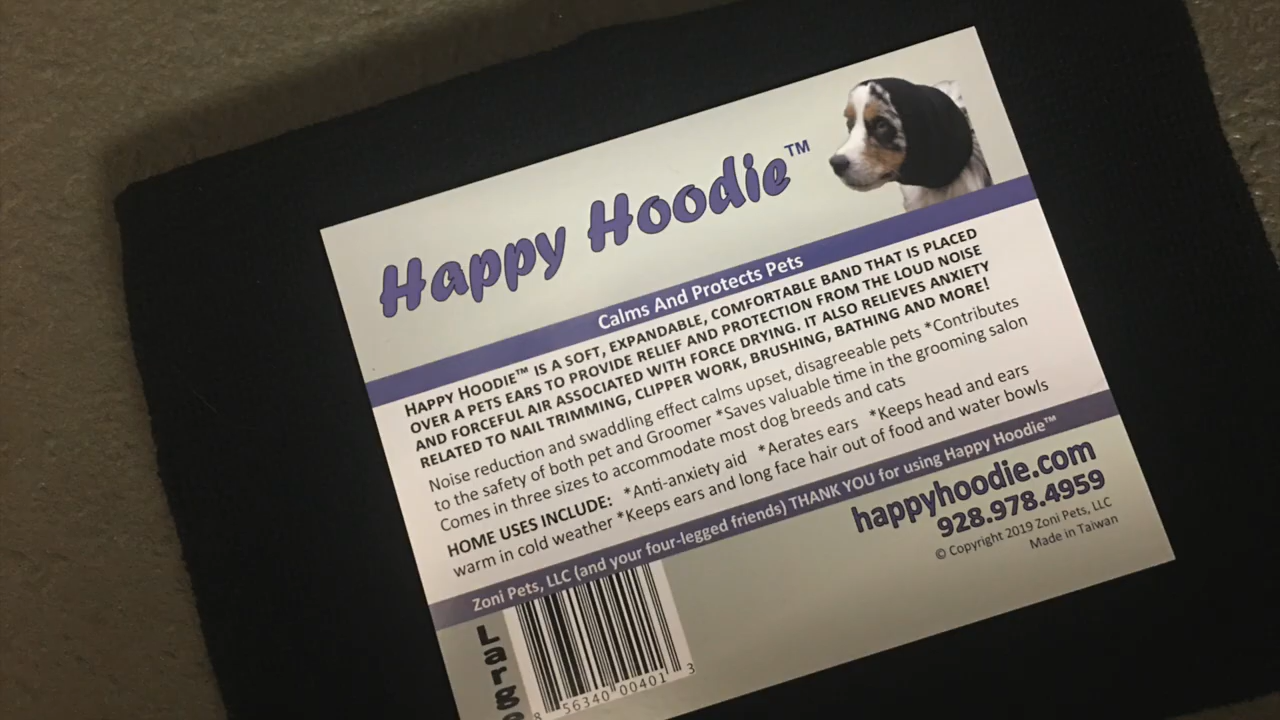 Happy Hoodie™
Calms And Protects Pets
HAPPY HOODIE™ IS A SOFT, EXPANDABLE, COMFORTABLE BAND THAT IS PLACED
OVER A PETS EARS TO PROVIDE RELIEF AND PROTECTION FROM THE LOUD NOISE
AND FORCEFUL AIR ASSOCIATED WITH FORCE DRYING. IT ALSO RELIEVES ANXIETY
RELATED TO NAIL TRIMMING, CLIPPER WORK, BRUSHING, BATHING AND MORE!
Noise reduction and swaddling effect calms upset, disagreeable pets *Contributes
to the safety of both pet and Groomer *Saves valuable time in the grooming salon
Comes in three sizes to accommodate most dog breeds and cats
HOME USES INCLUDE: *Anti-anxiety aid *Aerates ears *Keeps head and ears
warm in cold weather *Keeps ears and long face hair out of food and water bowls
Zoni Pets, LLC (and your four-legged friends) THANK YOU for using Happy Hoodie™
happyhoodie.com
928.978.4959
© Copyright 2019 Zoni Pets, LLC
Made in Taiwan
Large
8 56340 00401 3